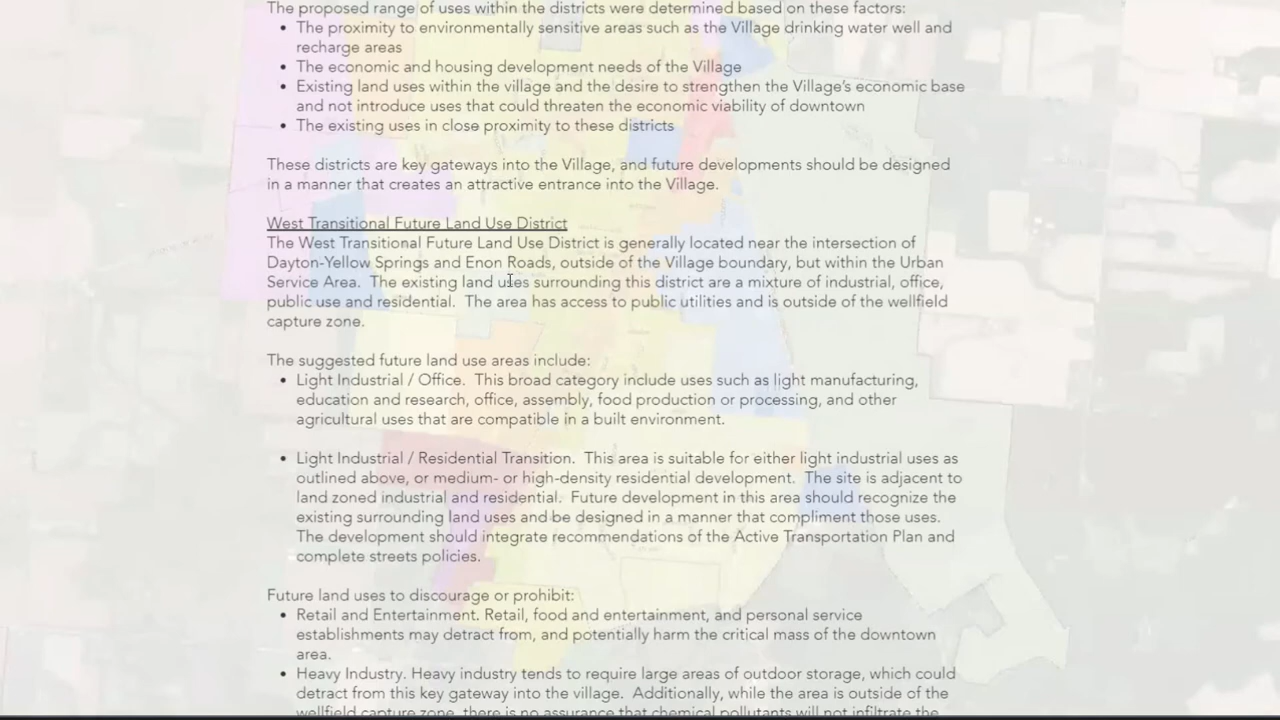 The proposed range of uses within the districts were determined based on these factors:
• The proximity to environmentally sensitive areas such as the Village drinking water well and
recharge areas
• The economic and housing development needs of the Village
• Existing land uses within the village and the desire to strengthen the Village's economic base
and not introduce uses that could threaten the economic viability of downtown
• The existing uses in close proximity to these districts
These districts are key gateways into the Village, and future developments should be designed
in a manner that creates an attractive entrance into the Village.
West Transitional Future Land Use District
The West Transitional Future Land Use District is generally located near the intersection of
Dayton-Yellow Springs and Enon Roads, outside of the Village boundary, but within the Urban
Service Area. The existing land uses surrounding this district are a mixture of industrial, office,
public use and residential. The area has access to public utilities and is outside of the wellfield
capture zone.
The suggested future land use areas include:
• Light Industrial / Office. This broad category include uses such as light manufacturing,
education and research, office, assembly, food production or processing, and other
agricultural uses that are compatible in a built environment.
• Light Industrial / Residential Transition. This area is suitable for either light industrial uses as
outlined above, or medium- or high-density residential development. The site is adjacent to
land zoned industrial and residential. Future development in this area should recognize the
existing surrounding land uses and be designed in a manner that compliment those uses.
The development should integrate recommendations of the Active Transportation Plan and
complete streets policies.
Future land uses to discourage or prohibit:
• Retail and Entertainment. Retail, food and entertainment, and personal service
establishments may detract from, and potentially harm the critical mass of the downtown
area.
• Heavy Industry. Heavy industry tends to require large areas of outdoor storage, which could
detract from this key gateway into the village. Additionally, while the area is outside of the
wellfield capture zone, there is no assurance that chemical pollutants will not infiltrate the